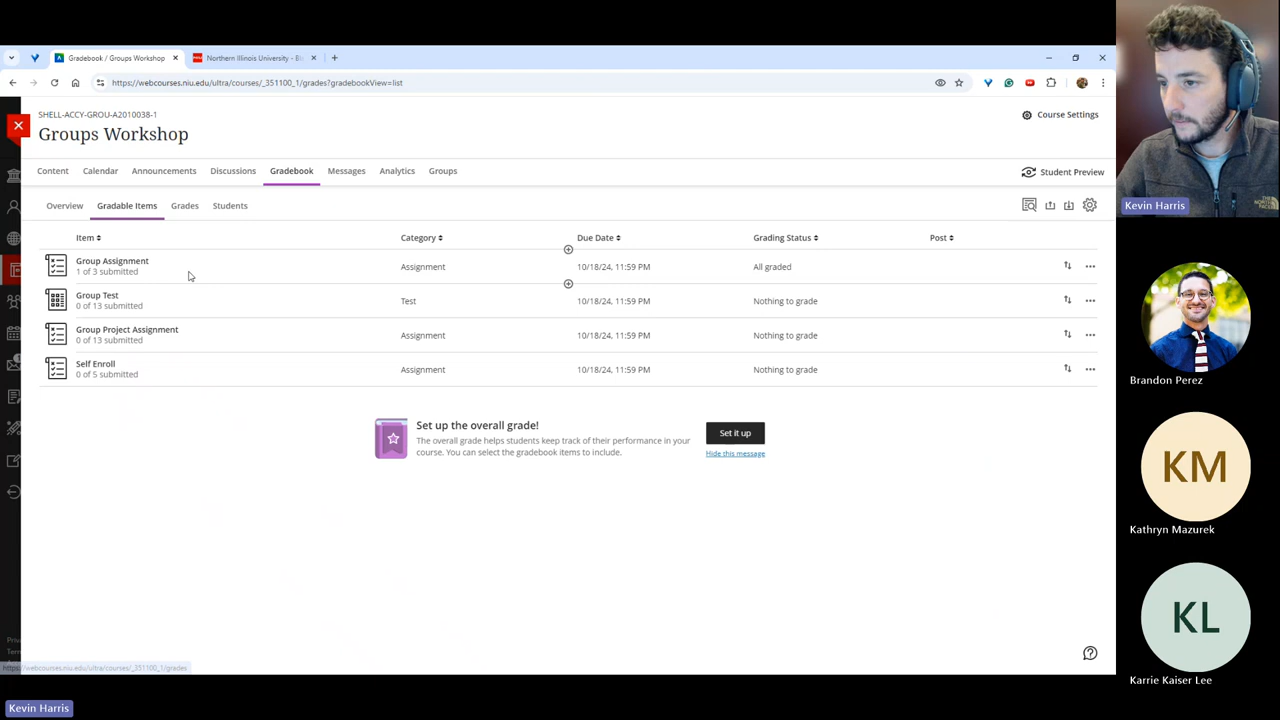 Gradebook / Groups Workshop
Northern Illinois University - Bl
https://webcourses.niu.edu/ultra/courses/_351100_1/grades?gradebookView=list
SHELL-ACCY-GROU-A2010038-1
Groups Workshop
Course Settings
Content
Calendar
Announcements
Discussions
Gradebook
Messages
Analytics
Groups
Student Preview
Overview
Gradable Items
Grades
Students
Item
Category
Due Date
Grading Status
Post
Group Assignment
1 of 3 submitted
Assignment
10/18/24, 11:59 PM
All graded
Group Test
0 of 13 submitted
Test
10/18/24, 11:59 PM
Nothing to grade
Group Project Assignment
0 of 13 submitted
Assignment
10/18/24, 11:59 PM
Nothing to grade
Self Enroll
0 of 5 submitted
Assignment
10/18/24, 11:59 PM
Nothing to grade
Set up the overall grade!
The overall grade helps students keep track of their performance in your
course. You can select the gradebook items to include.
Set it up
Hide this message
https://webcourses.niu.edu/ultra/courses/_351100_1/grades
Kevin Harris
Kevin Harris
Brandon Perez
KM
Kathryn Mazurek
KL
Karrie Kaiser Lee